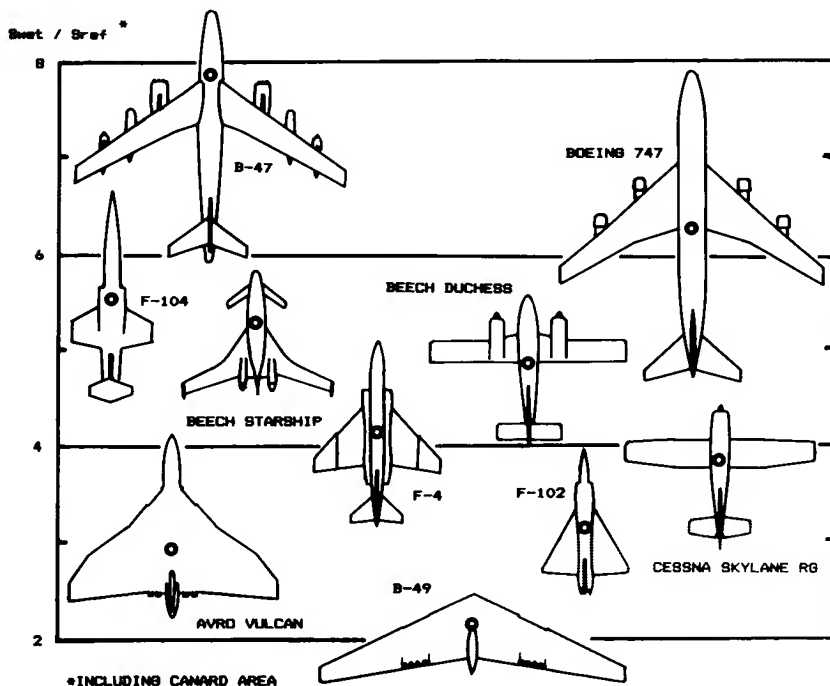 Swet / Sref *
8
B-47
BOEING 747
6
F-104
BEECH DUCHESS
BEECH STARSHIP
4
F-4
F-102
CESSNA SKYLANE RG
B-49
AVRO VULCAN
2
*INCLUDING CANARD AREA